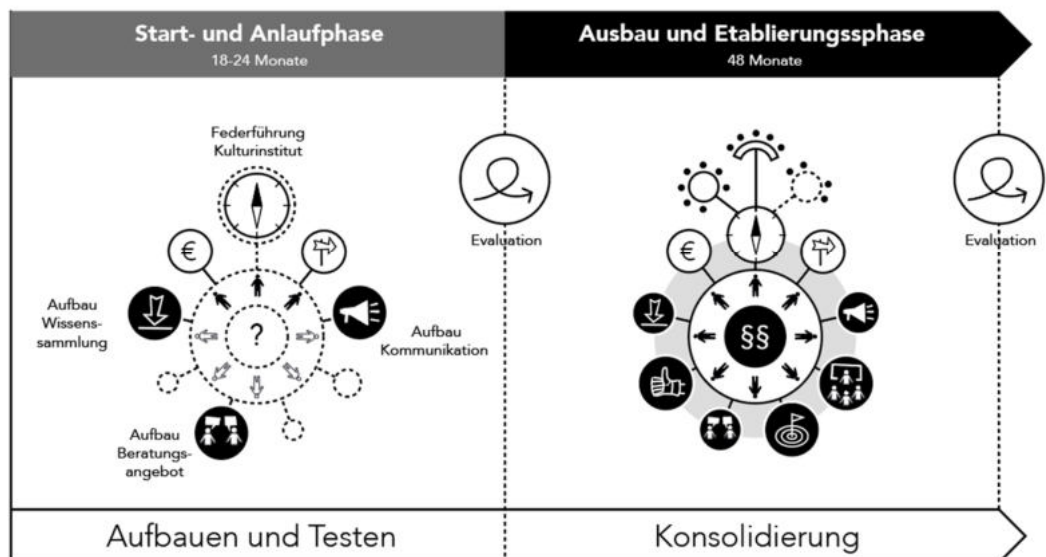 Start- und Anlaufphase
18-24 Monate
Ausbau und Etablierungssphase
48 Monate
Federführung
Kulturinstitut
€
Aufbau
Wissens-
sammlung
?
Aufbau
Kommunikation
Aufbau
Beratungs-
angebot
Evaluation
€
§§
Evaluation
Aufbauen und Testen
Konsolidierung